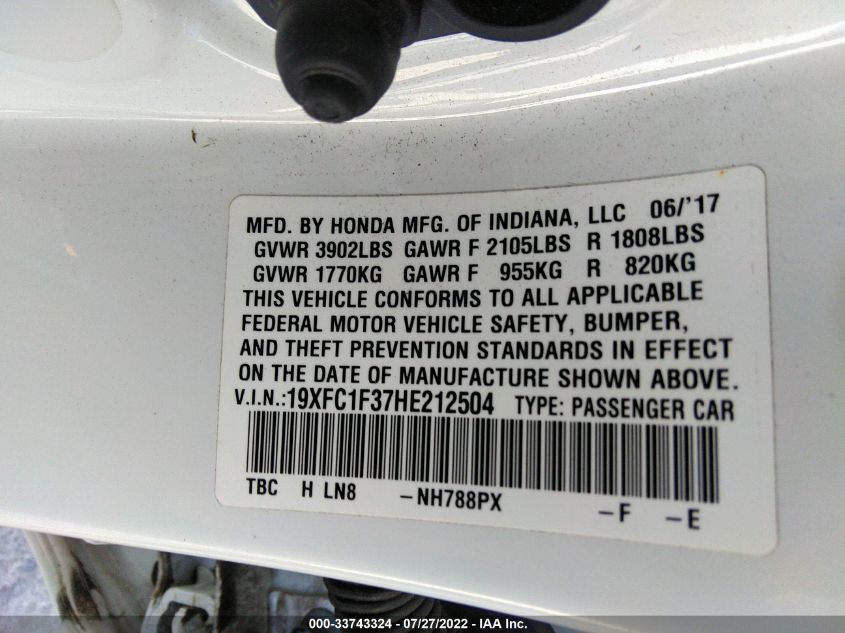 MFD. BY HONDA MFG. OF INDIANA, LLC 06/'17
GVWR 3902LBS GAWR F 2105LBS R 1808LBS
GVWR 1770KG GAWR F 955KG R 820KG
THIS VEHICLE CONFORMS TO ALL APPLICABLE
FEDERAL MOTOR VEHICLE SAFETY, BUMPER,
AND THEFT PREVENTION STANDARDS IN EFFECT
ON THE DATE OF MANUFACTURE SHOWN ABOVE.
V.I.N.:19XFC1F37HE212504 TYPE: PASSENGER CAR
TBC H LN8 -NH788PX -F -E
000-33743324 | 07/27/2022 - IAA Inc.